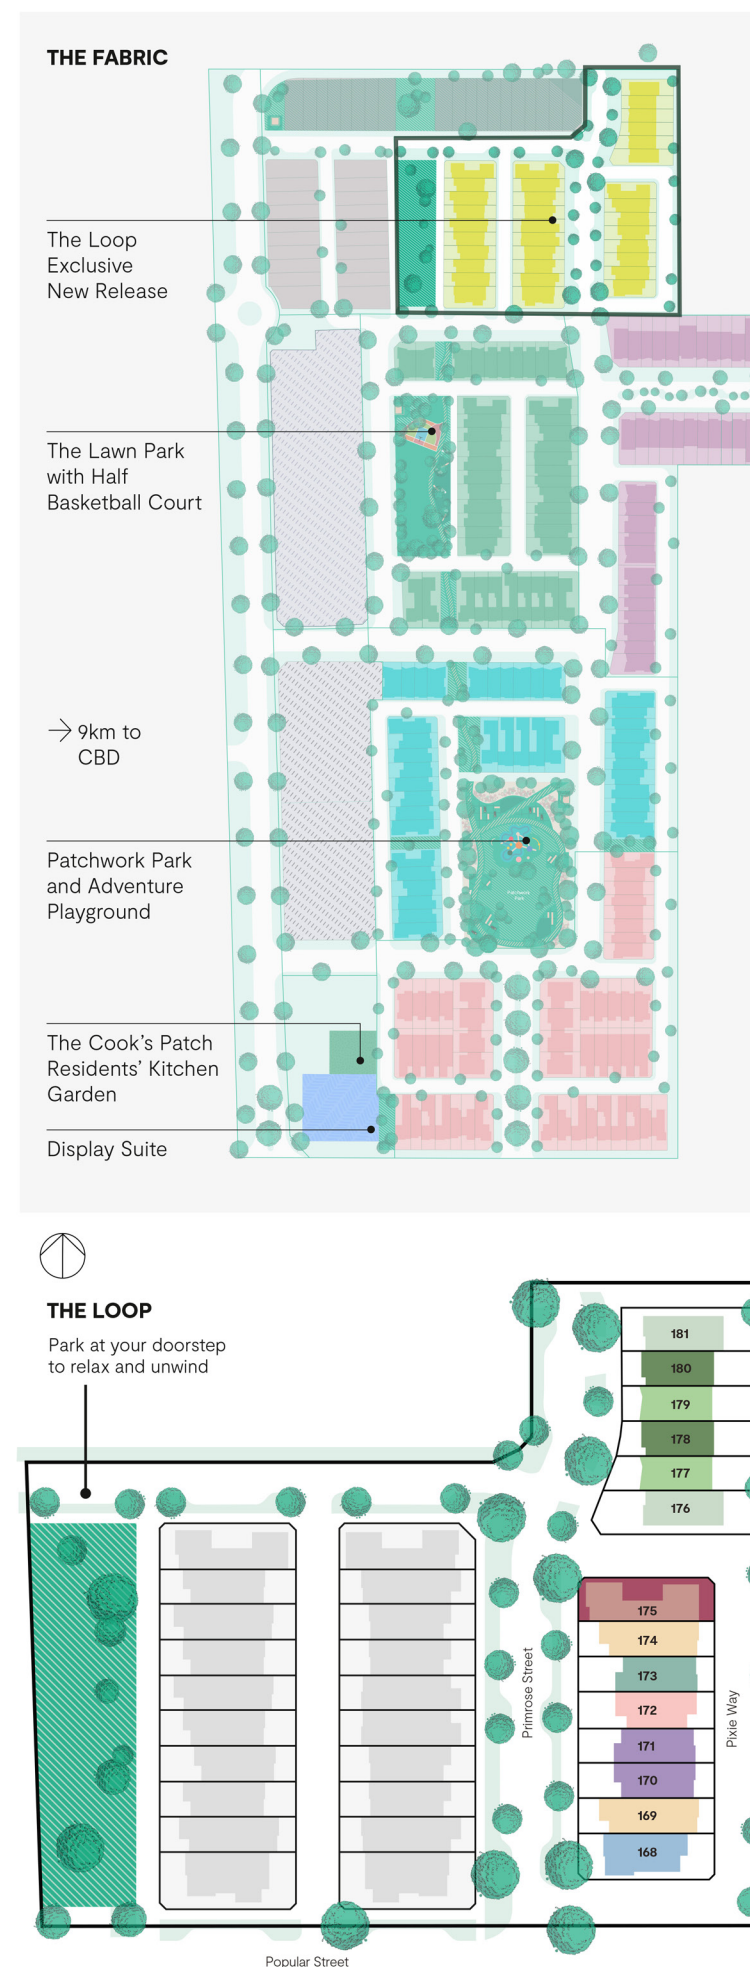 THE FABRIC
The Loop
Exclusive
New Release
The Lawn Park
with Half
Basketball Court
9km to
CBD
Patchwork Park
and Adventure
Playground
Patchwork
Park
The Cook's Patch
Residents' Kitchen
Garden
Display Suite
THE LOOP
Park at your doorstep
to relax and unwind
181
180
179
178
177
176
175
174
173
172
171
170
169
168
Primrose Street
Pixie Way
Popular Street